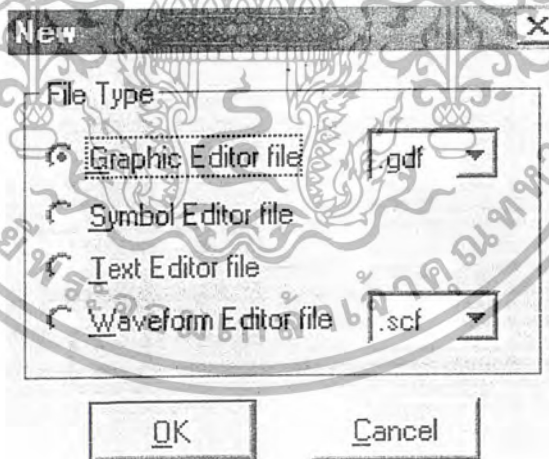 New
File Type
Graphic Editor file .gdf
Symbol Editor file
Text Editor file
Waveform Editor file .scf
OK Cancel